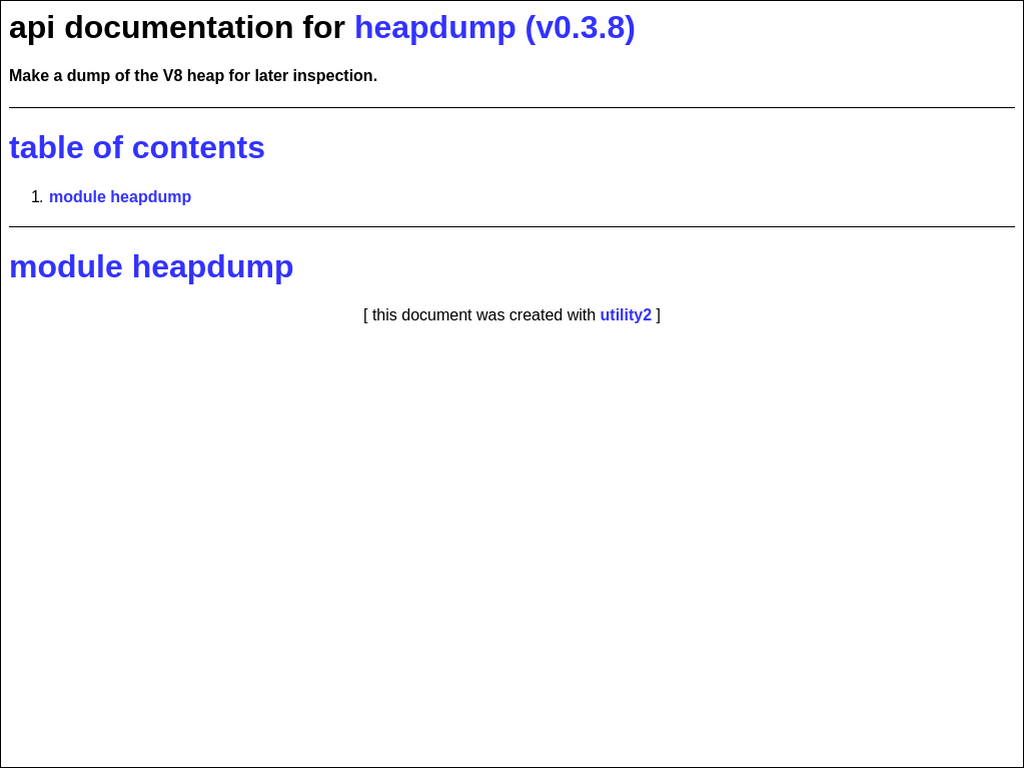 api documentation for heapdump (v0.3.8)
Make a dump of the V8 heap for later inspection.
table of contents
1. module heapdump
module heapdump
[ this document was created with utility2 ]